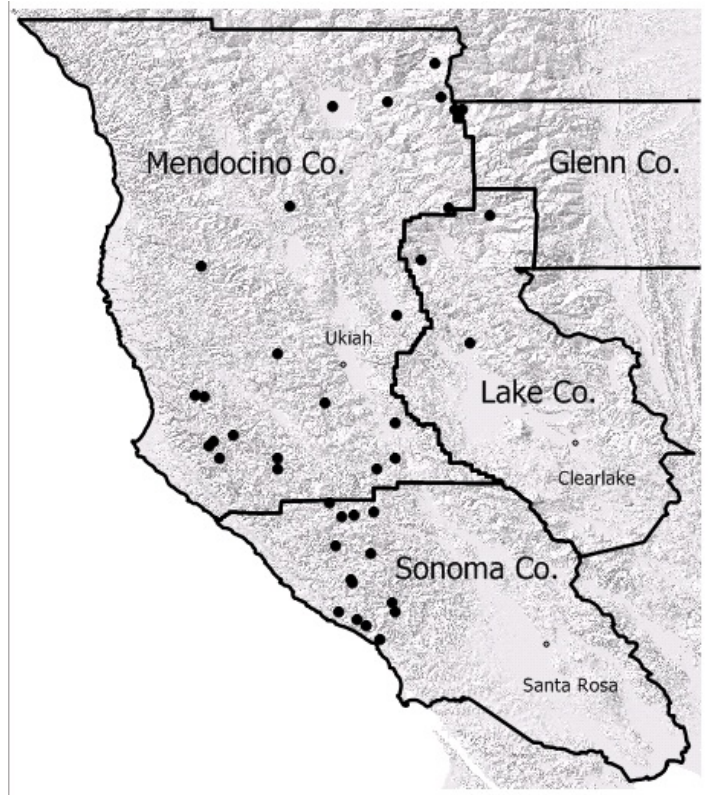 Mendocino Co.
Glenn Co.
Ukiah
Lake Co.
Clearlake
Sonoma Co.
Santa Rosa